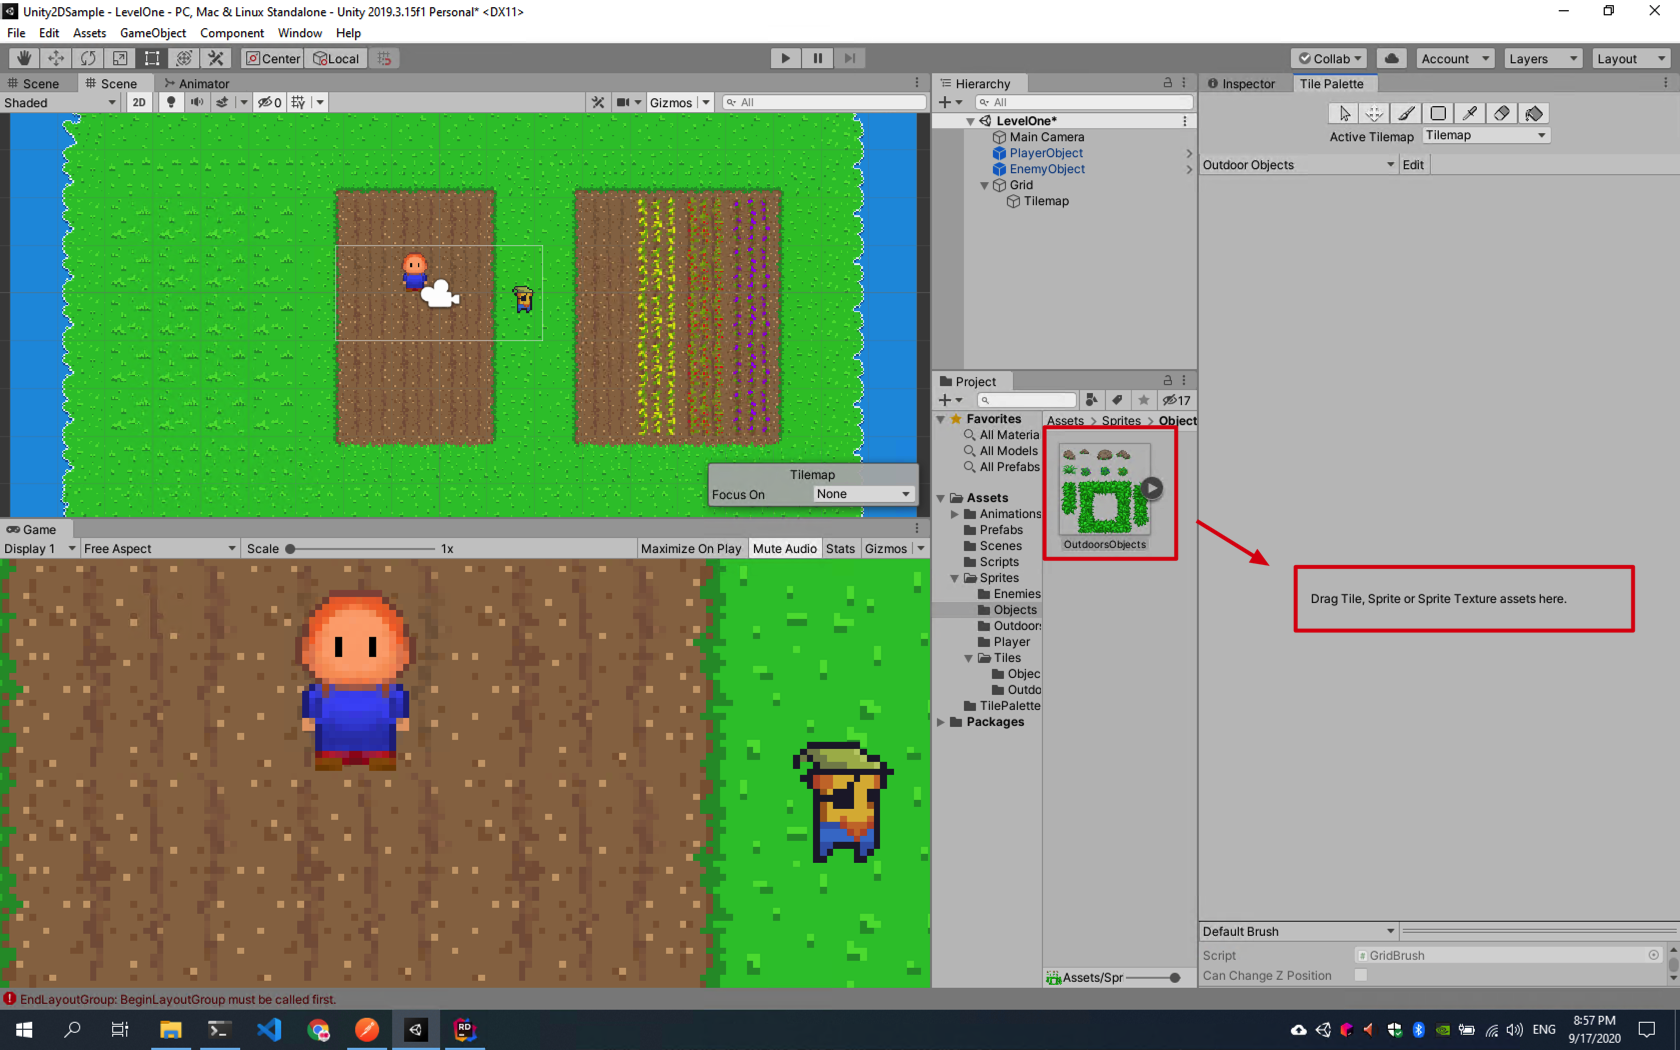 Unity2DSample - LevelOne - PC, Mac & Linux Standalone - Unity 2019.3.15f1 Personal* <DX11>
File Edit Assets GameObject Component Window Help
Center Local
Collab Account Layers Layout
Scene Scene Animator
Shaded 2D 0 Gizmos All
Tilemap
Focus On None
Game
Display 1 Free Aspect Scale 1x Maximize On Play Mute Audio Stats Gizmos
Hierarchy
All
LevelOne*
Main Camera
PlayerObject
EnemyObject
Grid
Tilemap
Project
17
Favorites
All Materia
All Models
All Prefabs
Assets
Animations
Prefabs
Scenes
Scripts
Sprites
Enemies
Objects
Outdoors
Player
Tiles
Objec
Outdo
TilePalette
Packages
Assets > Sprites > Object
OutdoorsObjects
Assets/Spr
Inspector Tile Palette
Active Tilemap Tilemap
Outdoor Objects Edit
Drag Tile, Sprite or Sprite Texture assets here.
Default Brush
Script GridBrush
Can Change Z Position
EndLayoutGroup: BeginLayoutGroup must be called first.
RD
ENG
8:57 PM
9/17/2020